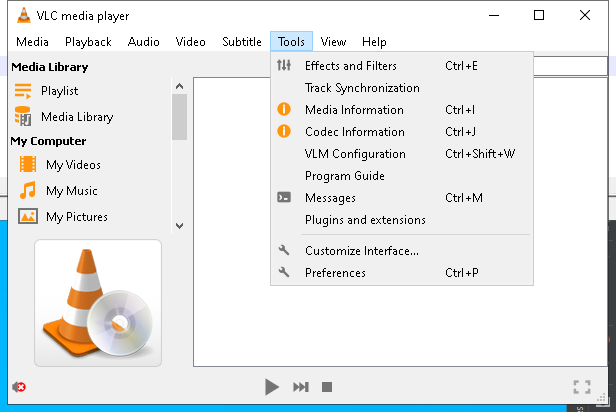 VLC media player
Media Playback Audio Video Subtitle Tools View Help
Media Library
Playlist
Media Library
My Computer
My Videos
My Music
My Pictures
Effects and Filters Ctrl+E
Track Synchronization
Media Information Ctrl+I
Codec Information Ctrl+J
VLM Configuration Ctrl+Shift+W
Program Guide
Messages Ctrl+M
Plugins and extensions
Customize Interface...
Preferences Ctrl+P